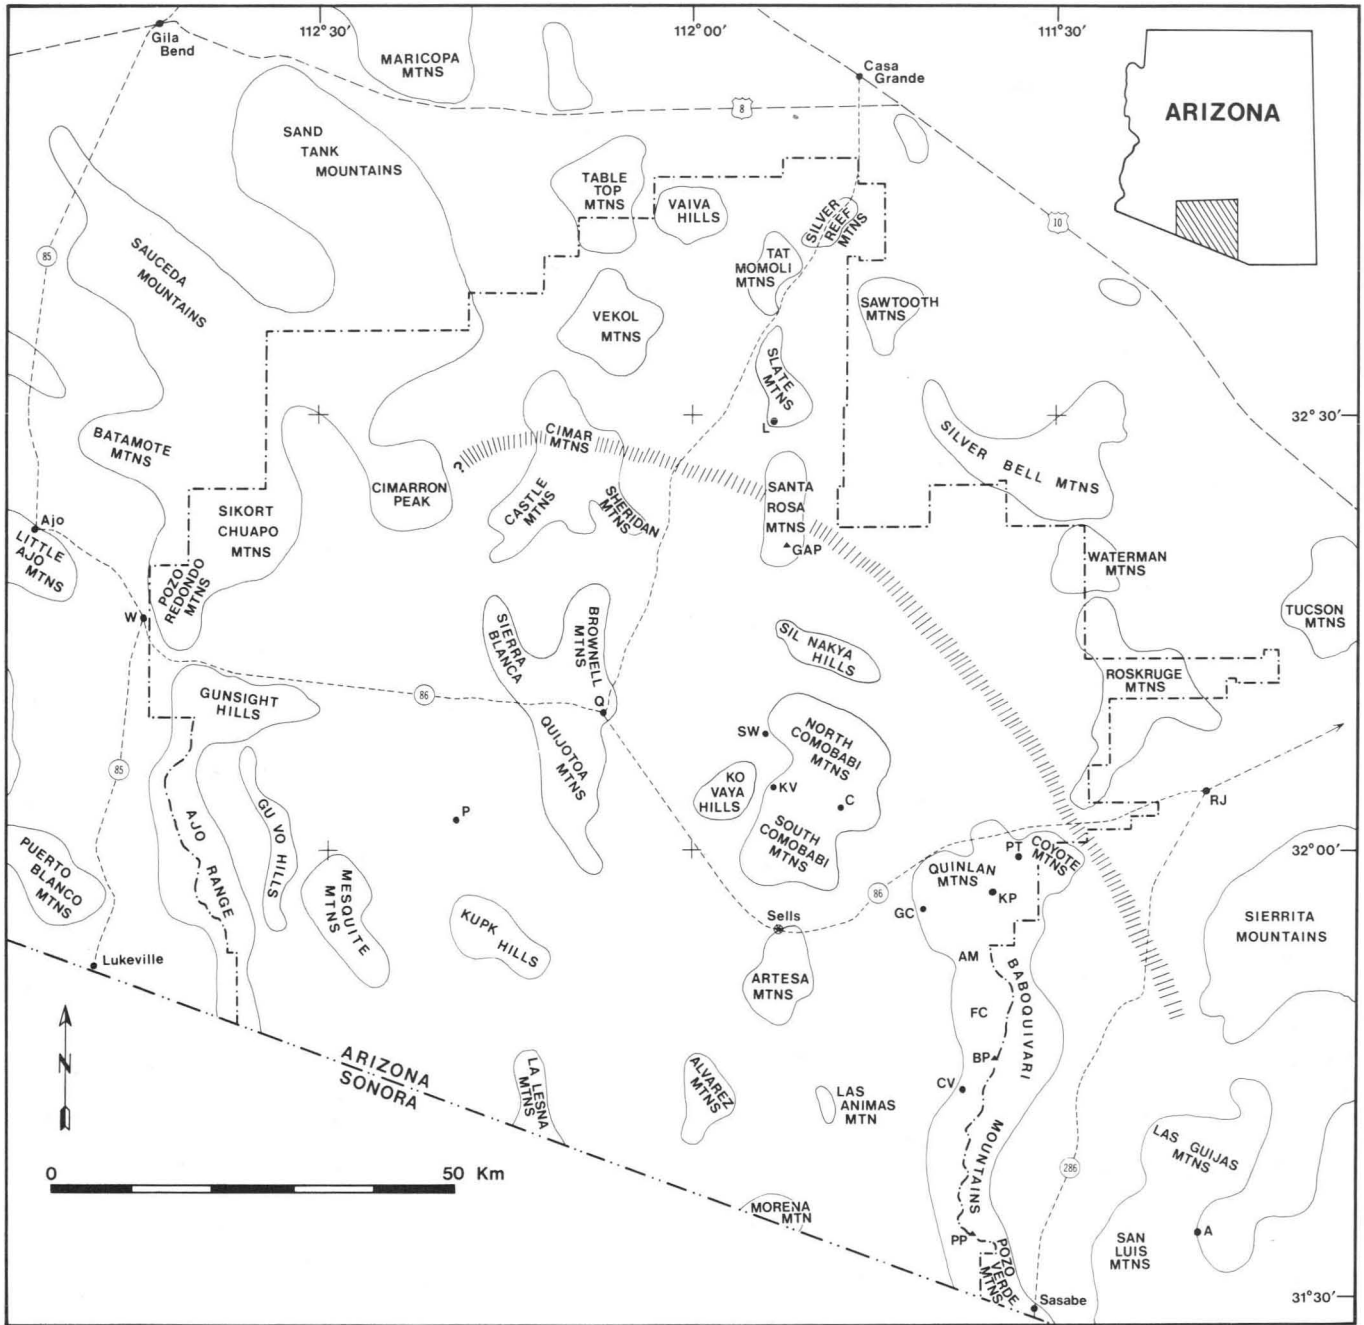 112°30′
112°00′
111°30′
Gila
Bend
MARICOPA
MTNS
Casa
Grande
8
ARIZONA
SAND
TANK
MOUNTAINS
TABLE
TOP
MTNS
VAIVA
HILLS
SILVER
REEF
MTNS
10
85
SAUCEDA
MOUNTAINS
TAT
MOMOLI
MTNS
SAWTOOTH
MTNS
VEKOL
MTNS
SLATE
MTNS
L
32°30′
BATAMOTE
MTNS
CIMAR
MTNS
?
CIMARRON
PEAK
CASTLE
MTNS
SHERIDAN
MTNS
SANTA
ROSA
MTNS
GAP
SILVER BELL MTNS
Ajo
LITTLE
AJO
MTNS
SIKORT
CHUAPO
MTNS
POZO
REDONDO
MTNS
WATERMAN
MTNS
TUCSON
MTNS
W
SIERRA
BLANCA
BROWNELL
MTNS
SIL NAKYA
HILLS
ROSKRUGE
MTNS
GUNSIGHT
HILLS
86
Q
QUIJOTOA
MTNS
SW
NORTH
COMOBABI
MTNS
85
KO
VAYA
HILLS
KV
C
RJ
GU VO HILLS
P
SOUTH
COMOBABI
MTNS
AJO RANGE
PUERTO
BLANCO
MTNS
MESQUITE
MTNS
PT
COYOTE
MTNS
32°00′
QUINLAN
MTNS
86
KP
GC
KUPK
HILLS
Sells
SIERRITA
MOUNTAINS
Lukeville
ARTESA
MTNS
AM
BABOQUIVARI
MOUNTAINS
FC
N
ARIZONA
SONORA
BP
CV
LA LESNA
MTNS
ALVAREZ
MTNS
LAS
ANIMAS
MTN
LAS GUIJAS
MTNS
286
0
50 Km
MORENA
MTN
PP
POZO
VERDE
MTNS
SAN
LUIS
MTNS
A
Sasabe
31°30′